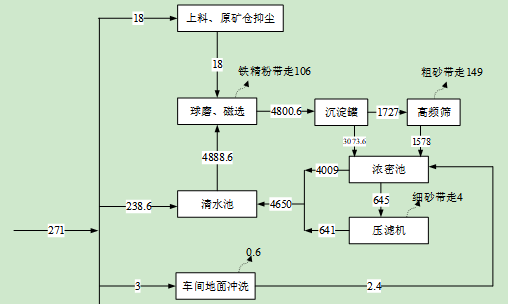 18
上料、原矿仓抑尘
18
铁精粉带走106
粗砂带走149
球磨、磁选
4800.6
沉淀罐
1727
高频筛
3073.6
1578
4888.6
4009
浓密池
238.6
清水池
4650
645
细砂带走4
271
641
压滤机
0.6
3
车间地面冲洗
2.4